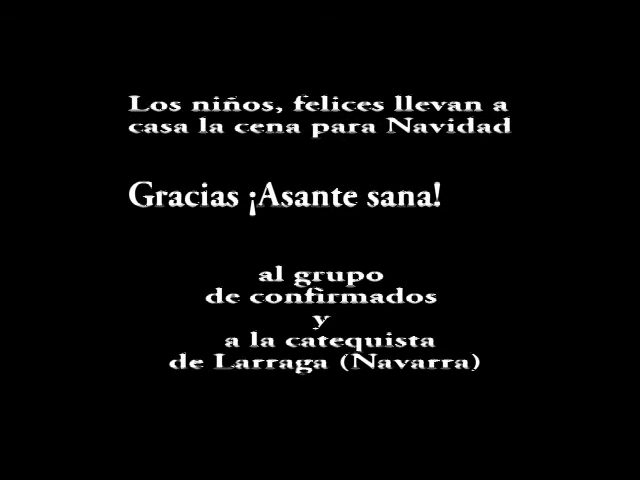 Los niños, felices llevan a
casa la cena para Navidad
Gracias ¡Asante sana!
al grupo
de confirmados
y
a la catequista
de Larraga (Navarra)